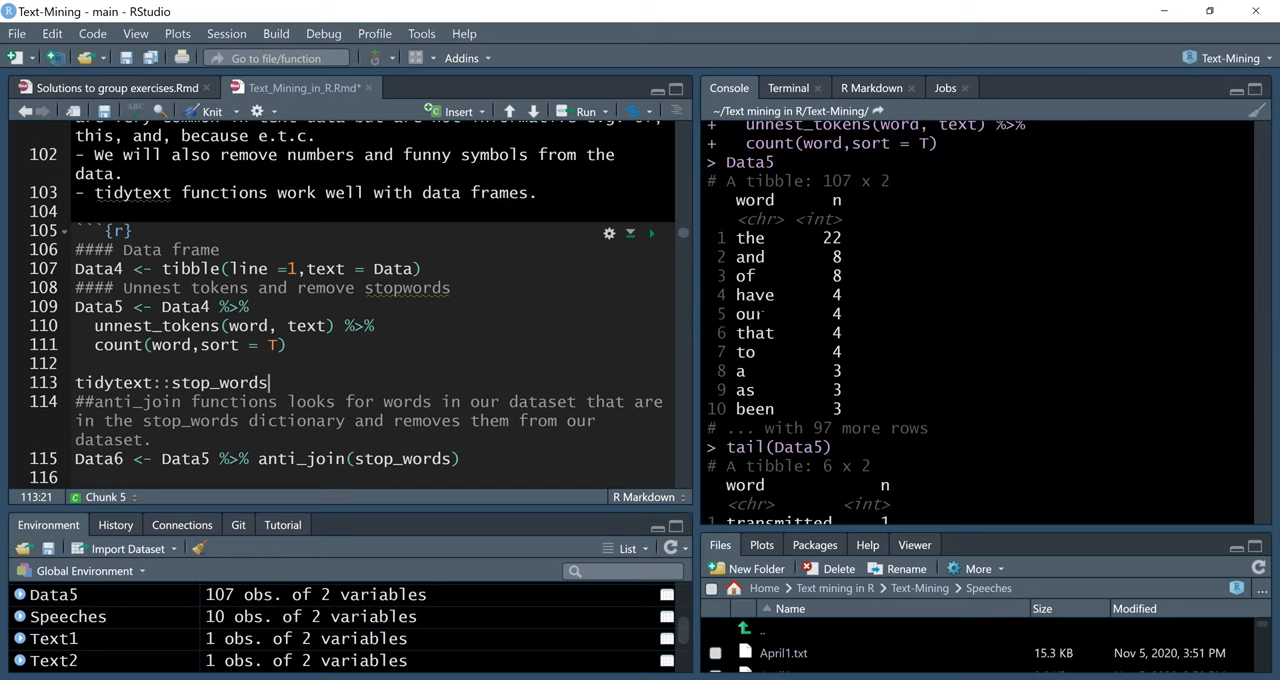 Text-Mining - main - RStudio
File Edit Code View Plots Session Build Debug Profile Tools Help
Go to file/function Addins Text-Mining
Solutions to group exercises.Rmd Text_Mining_in_R.Rmd*
ABC Knit Insert Run
this, and, because e.t.c.
102 - We will also remove numbers and funny symbols from the
data.
103 - tidytext functions work well with data frames.
104
105 ```{r}
106 #### Data frame
107 Data4 <- tibble(line =1,text = Data)
108 #### Unnest tokens and remove stopwords
109 Data5 <- Data4 %>%
110 unnest_tokens(word, text) %>%
111 count(word,sort = T)
112
113 tidytext::stop_words
114 ##anti_join functions looks for words in our dataset that are
in the stop_words dictionary and removes them from our
dataset.
115 Data6 <- Data5 %>% anti_join(stop_words)
116
113:21 Chunk 5 R Markdown
Console Terminal R Markdown Jobs
~/Text mining in R/Text-Mining/
+ unnest_tokens(word, text) %>%
+ count(word,sort = T)
> Data5
# A tibble: 107 x 2
word n
<chr> <int>
1 the 22
2 and 8
3 of 8
4 have 4
5 our 4
6 that 4
7 to 4
8 a 3
9 as 3
10 been 3
# ... with 97 more rows
> tail(Data5)
# A tibble: 6 x 2
word n
<chr> <int>
1 transmitted 1
Environment History Connections Git Tutorial
Import Dataset List
Global Environment
Data5 107 obs. of 2 variables
Speeches 10 obs. of 2 variables
Text1 1 obs. of 2 variables
Text2 1 obs. of 2 variables
Files Plots Packages Help Viewer
New Folder Delete Rename More
Home Text mining in R Text-Mining Speeches ...
Name Size Modified
..
April1.txt 15.3 KB Nov 5, 2020, 3:51 PM